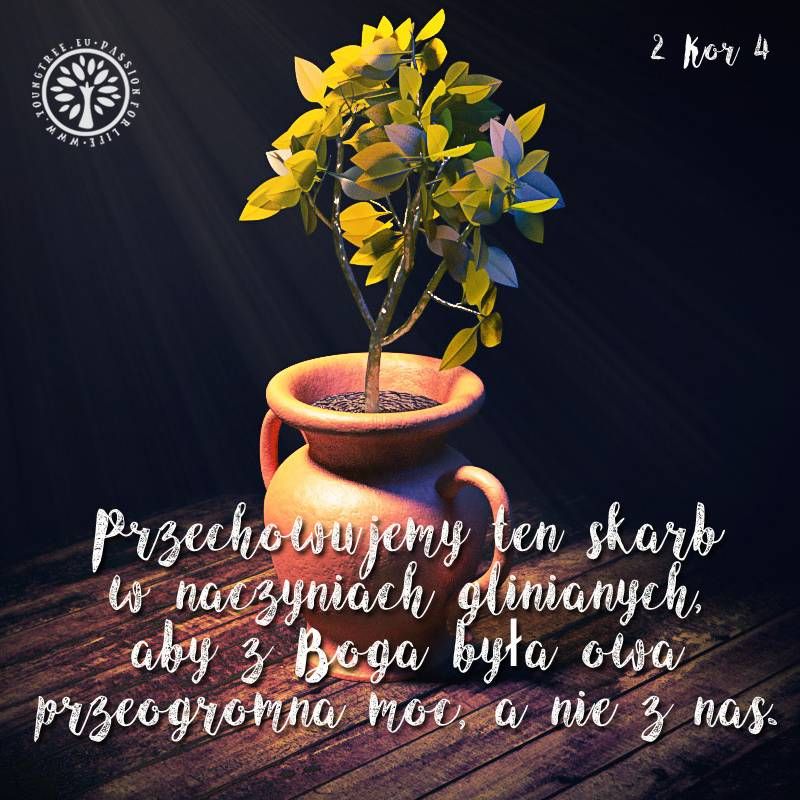 WWW.YOUNGTREE.EU • PASSION FOR LIFE •
2 Kor 4
Przechowujemy ten skarb
w naczyniach glinianych,
aby z Boga była owa
przeogromna moc, a nie z nas.